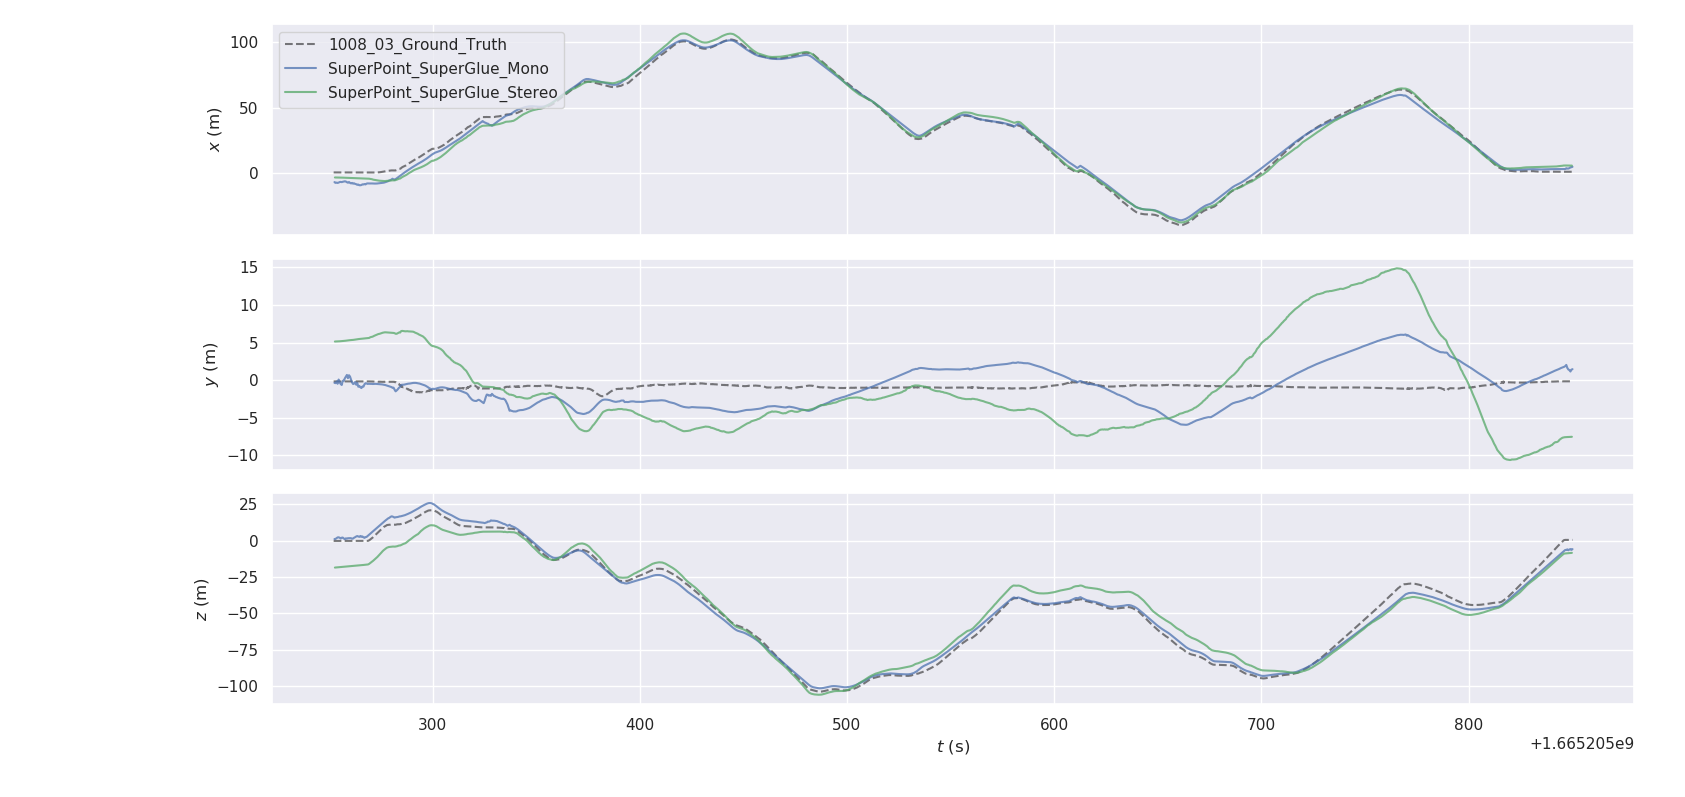 1008_03_Ground_Truth
SuperPoint_SuperGlue_Mono
SuperPoint_SuperGlue_Stereo
100
50
0
x (m)
15
10
5
0
−5
−10
y (m)
25
0
−25
−50
−75
−100
z (m)
300 400 500 600 700 800
t (s)
+1.665205e9